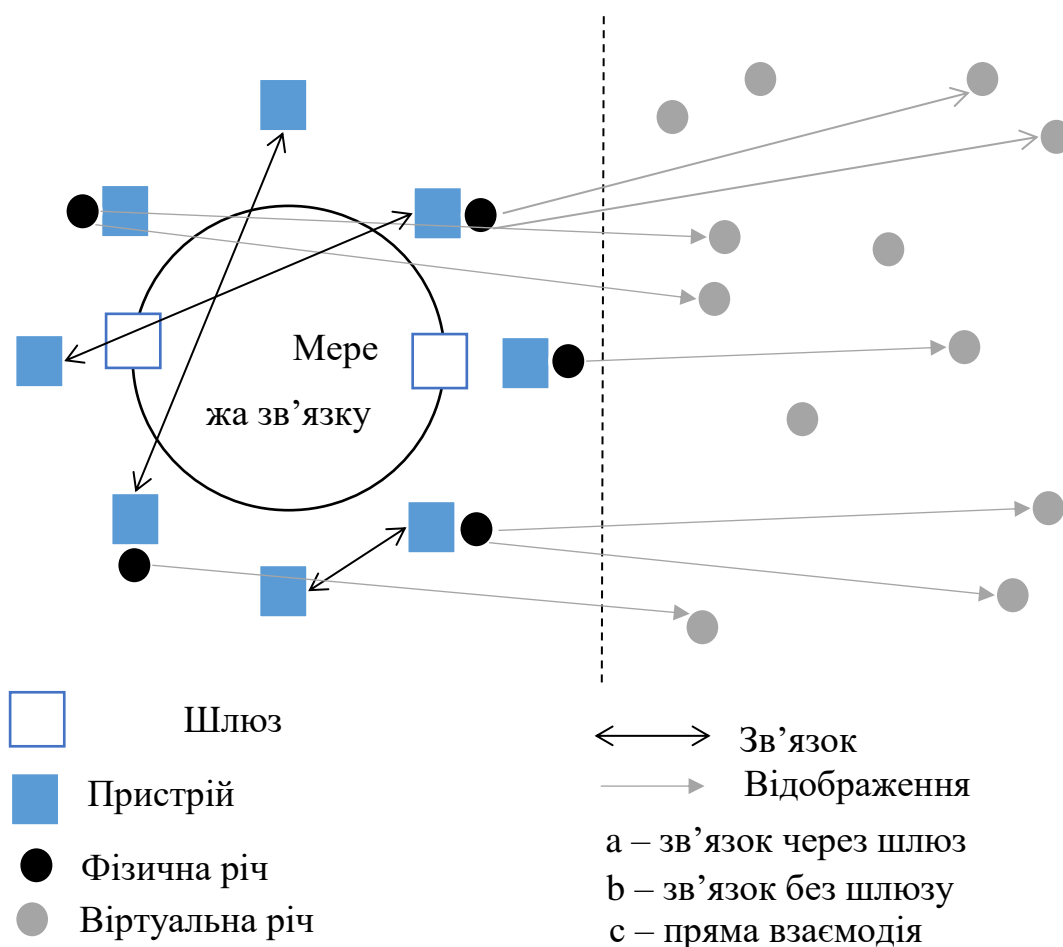 Мере
жа зв’язку
Шлюз
Пристрій
Фізична річ
Віртуальна річ
Зв’язок
Відображення
a – зв’язок через шлюз
b – зв’язок без шлюзу
c – пряма взаємодія